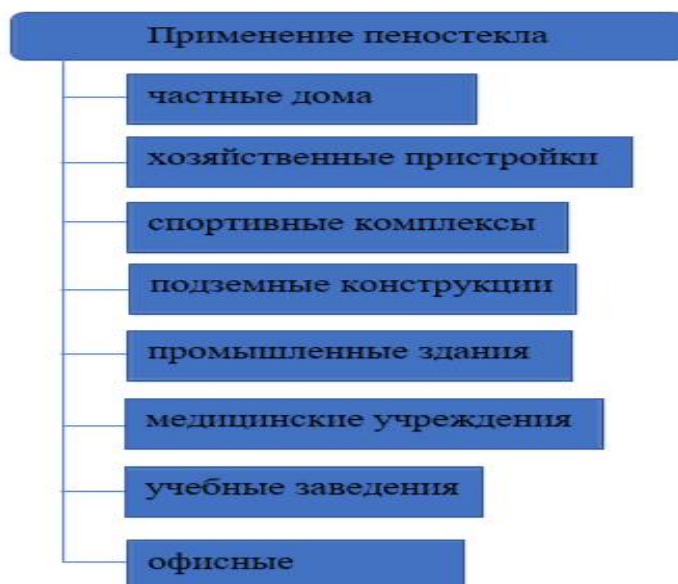 Применение пеностекла
частные дома
хозяйственные пристройки
спортивные комплексы
подземные конструкции
промышленные здания
медицинские учреждения
учебные заведения
офисные